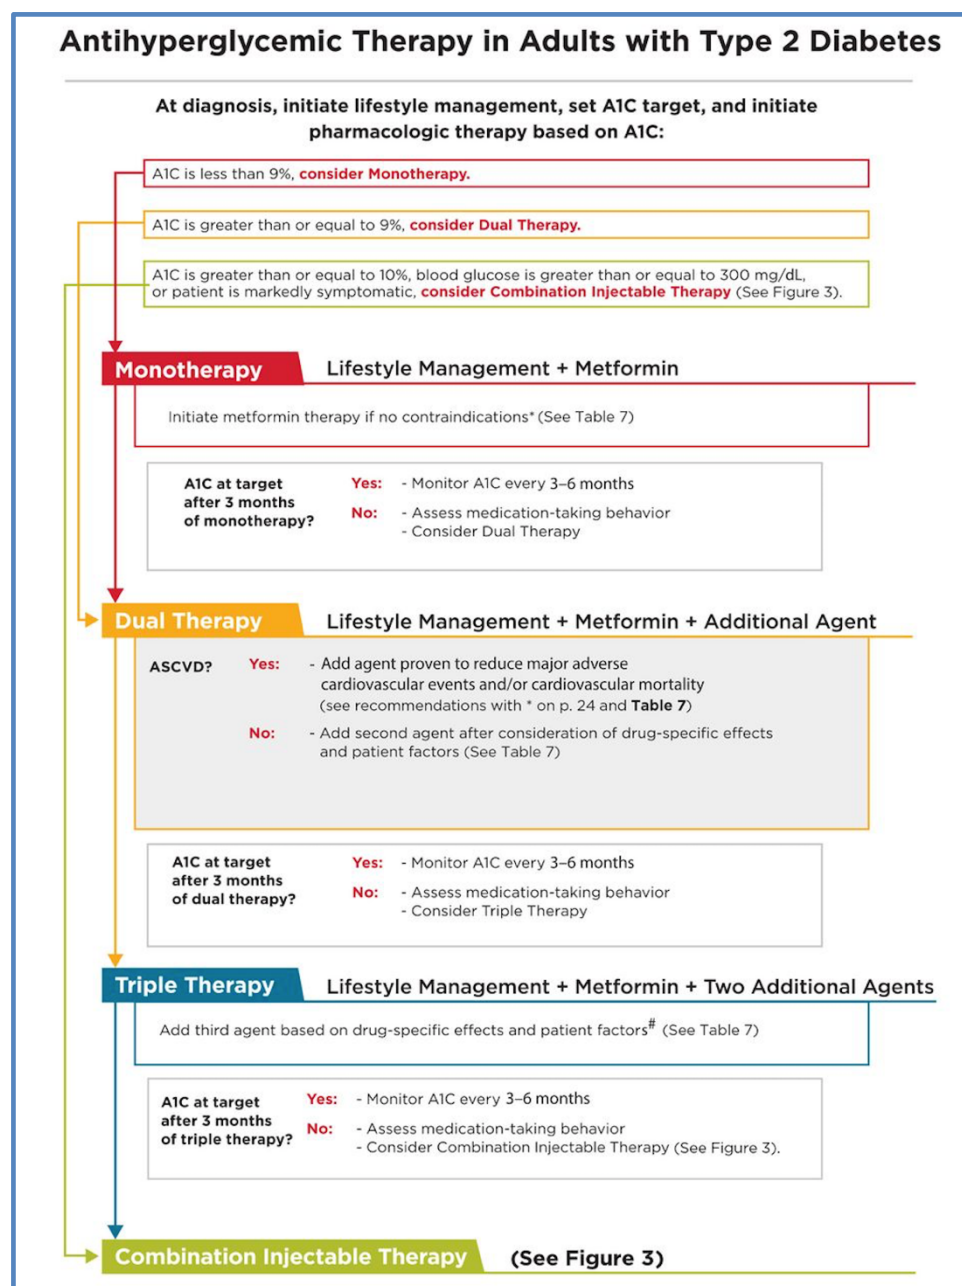 Antihyperglycemic Therapy in Adults with Type 2 Diabetes
At diagnosis, initiate lifestyle management, set A1C target, and initiate
pharmacologic therapy based on A1C:
A1C is less than 9%, consider Monotherapy.
A1C is greater than or equal to 9%, consider Dual Therapy.
A1C is greater than or equal to 10%, blood glucose is greater than or equal to 300 mg/dL,
or patient is markedly symptomatic, consider Combination Injectable Therapy (See Figure 3).
Monotherapy Lifestyle Management + Metformin
Initiate metformin therapy if no contraindications* (See Table 7)
A1C at target
after 3 months
of monotherapy?
Yes: - Monitor A1C every 3–6 months
No: - Assess medication-taking behavior
- Consider Dual Therapy
Dual Therapy Lifestyle Management + Metformin + Additional Agent
ASCVD?
Yes: - Add agent proven to reduce major adverse
cardiovascular events and/or cardiovascular mortality
(see recommendations with * on p. 24 and Table 7)
No: - Add second agent after consideration of drug-specific effects
and patient factors (See Table 7)
A1C at target
after 3 months
of dual therapy?
Yes: - Monitor A1C every 3–6 months
No: - Assess medication-taking behavior
- Consider Triple Therapy
Triple Therapy Lifestyle Management + Metformin + Two Additional Agents
Add third agent based on drug-specific effects and patient factors# (See Table 7)
A1C at target
after 3 months
of triple therapy?
Yes: - Monitor A1C every 3–6 months
No: - Assess medication-taking behavior
- Consider Combination Injectable Therapy (See Figure 3).
Combination Injectable Therapy (See Figure 3)